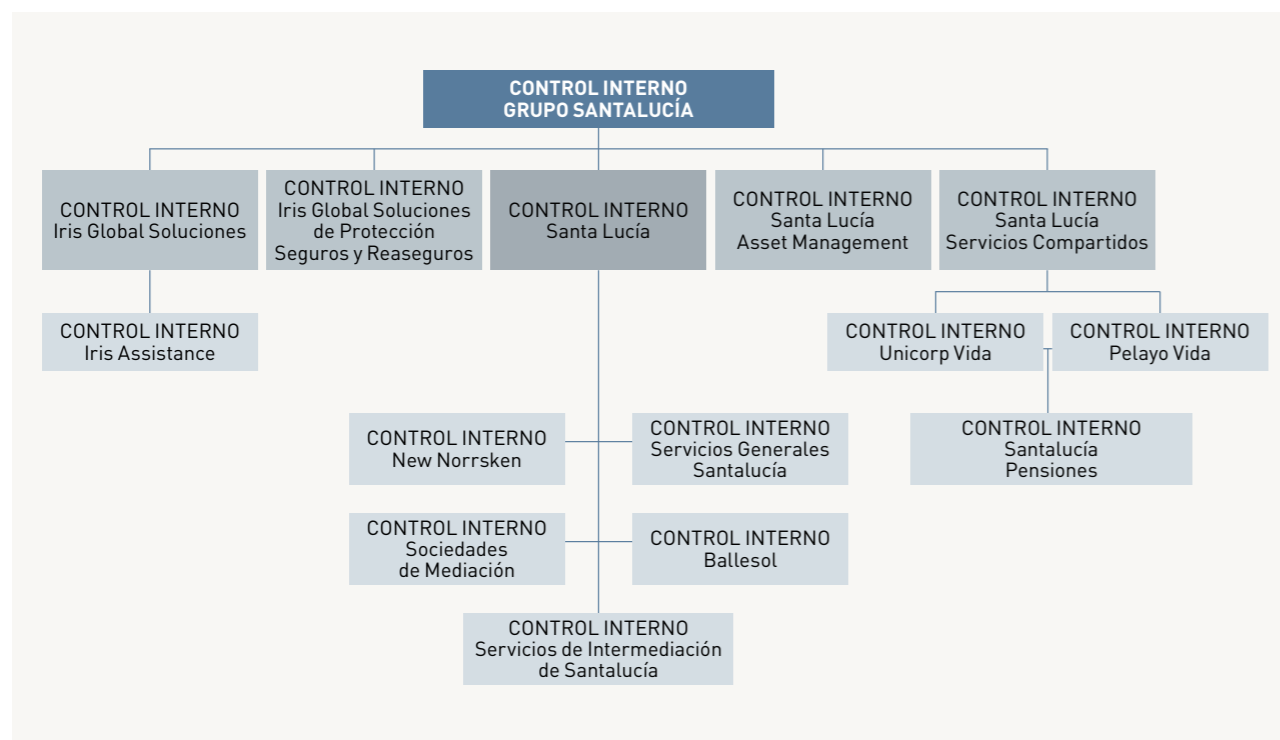 CONTROL INTERNO
GRUPO SANTALUCÍA
CONTROL INTERNO
Iris Global Soluciones
CONTROL INTERNO
Iris Global Soluciones
de Protección
Seguros y Reaseguros
CONTROL INTERNO
Santa Lucía
CONTROL INTERNO
Santa Lucía
Asset Management
CONTROL INTERNO
Santa Lucía
Servicios Compartidos
CONTROL INTERNO
Iris Assistance
CONTROL INTERNO
Unicorp Vida
CONTROL INTERNO
Pelayo Vida
CONTROL INTERNO
New Norrsken
CONTROL INTERNO
Servicios Generales
Santalucía
CONTROL INTERNO
Santalucía
Pensiones
CONTROL INTERNO
Sociedades
de Mediación
CONTROL INTERNO
Ballesol
CONTROL INTERNO
Servicios de Intermediación
de Santalucía